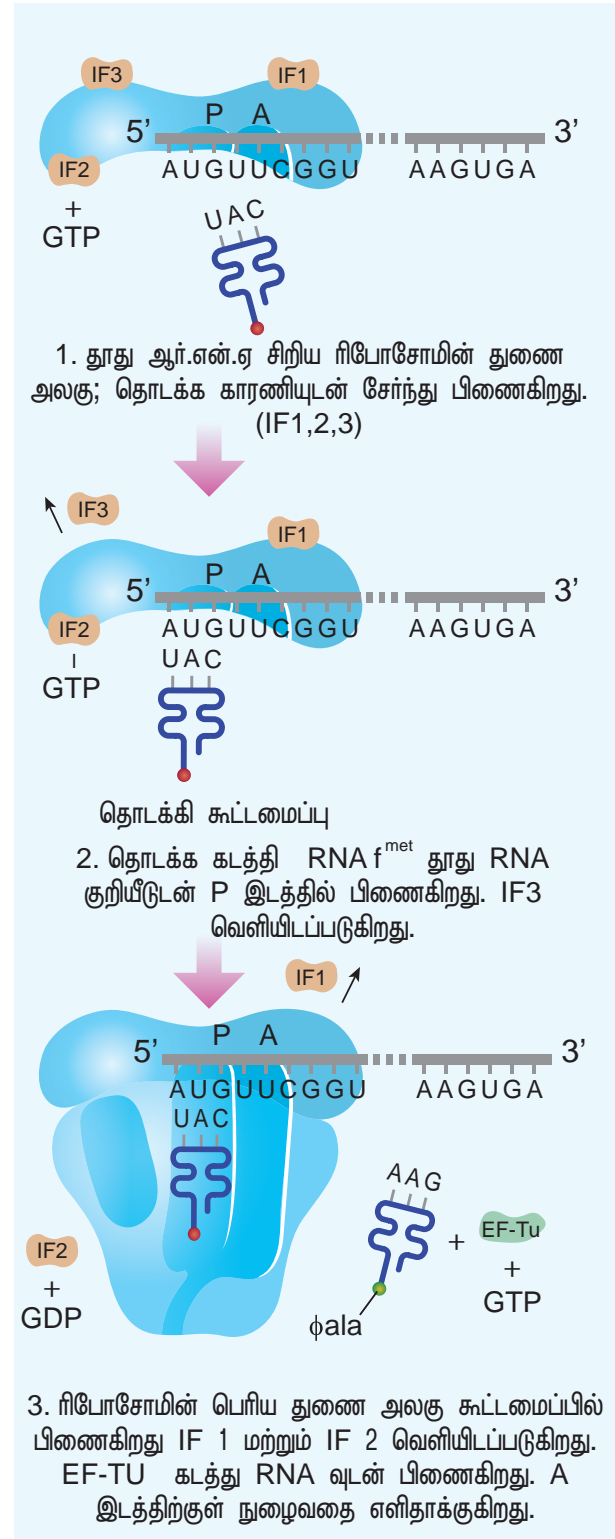 IF3 IF1
P A
5’ 3’
IF2 AUGUUCGGU AAGUGA
+
GTP
UAC
1. தூது ஆர்.என்.ஏ சிறிய ரிபோசோமின் துணை
அலகு; தொடக்க காரணியுடன் சேர்ந்து பிணைகிறது.
(IF1,2,3)
IF3
IF1
P A
5’ 3’
IF2 AUGUUCGGU AAGUGA
UAC
GTP
தொடக்கி கூட்டமைப்பு
2. தொடக்க கடத்தி RNA f^met தூது RNA
குறியீடுடன் P இடத்தில் பிணைகிறது. IF3
வெளியிடப்படுகிறது.
IF1
P A
5’ 3’
AUGUUCGGU AAGUGA
UAC
AAG
IF2 + EF-Tu
+ +
GDP GTP
ϕala
3. ரிபோசோமின் பெரிய துணை அலகு கூட்டமைப்பில்
பிணைகிறது IF 1 மற்றும் IF 2 வெளியிடப்படுகிறது.
EF-TU கடத்து RNA வுடன் பிணைகிறது. A
இடத்திற்குள் நுழைவதை எளிதாக்குகிறது.